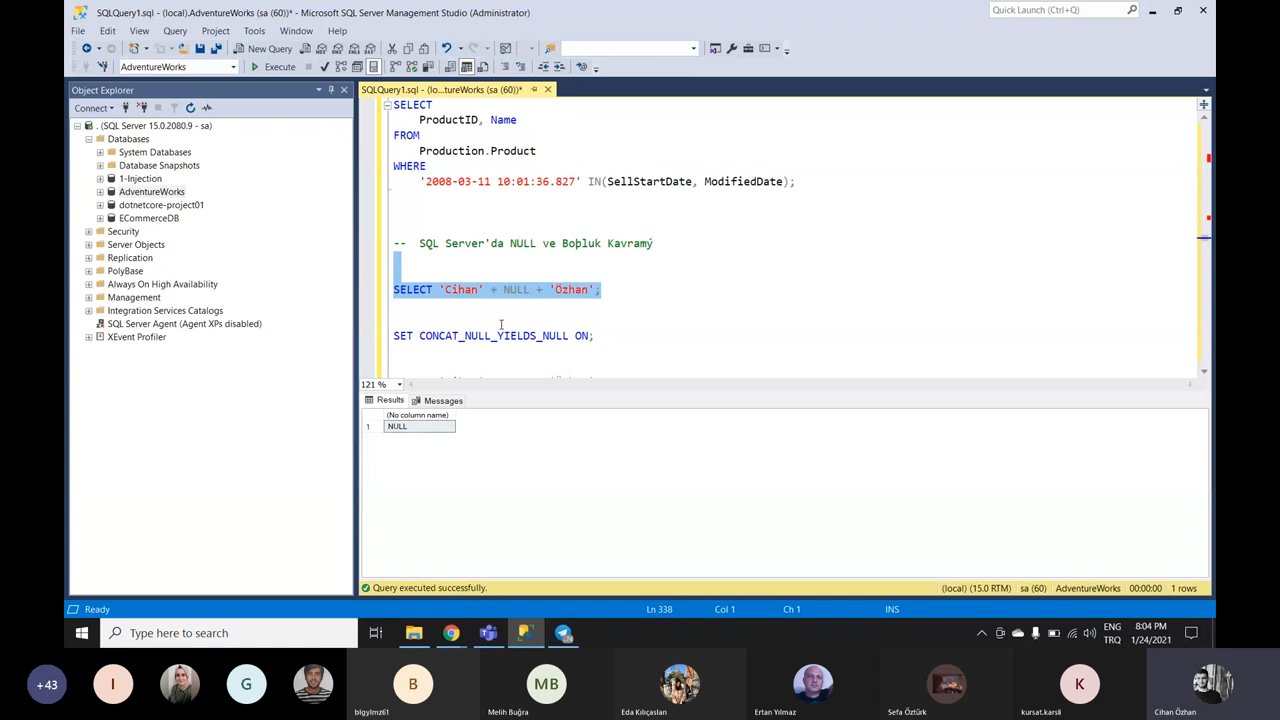 SQLQuery1.sql - (local).AdventureWorks (sa (60))* - Microsoft SQL Server Management Studio (Administrator)
Quick Launch (Ctrl+Q)
File Edit View Query Project Tools Window Help
New Query
AdventureWorks
Execute
Object Explorer
Connect
. (SQL Server 15.0.2080.9 - sa)
Databases
System Databases
Database Snapshots
1-Injection
AdventureWorks
dotnetcore-project01
ECommerceDB
Security
Server Objects
Replication
PolyBase
Always On High Availability
Management
Integration Services Catalogs
SQL Server Agent (Agent XPs disabled)
XEvent Profiler
SQLQuery1.sql - (lo...tureWorks (sa (60))*
SELECT
ProductID, Name
FROM
Production.Product
WHERE
'2008-03-11 10:01:36.827' IN(SellStartDate, ModifiedDate);
-- SQL Server'da NULL ve Boþluk Kavramý
SELECT 'Cihan' + NULL + 'Özhan';
SET CONCAT_NULL_YIELDS_NULL ON;
121 %
Results Messages
(No column name)
1 NULL
Query executed successfully.
(local) (15.0 RTM) sa (60) AdventureWorks 00:00:00 1 rows
Ready
Ln 338 Col 1 Ch 1 INS
Type here to search
ENG
TRQ
8:04 PM
1/24/2021
+43 I G B MB K
blgylmz61 Melih Buğra Eda Kılıçaslan Ertan Yılmaz Sefa Öztürk kursat.karsli Cihan Özhan